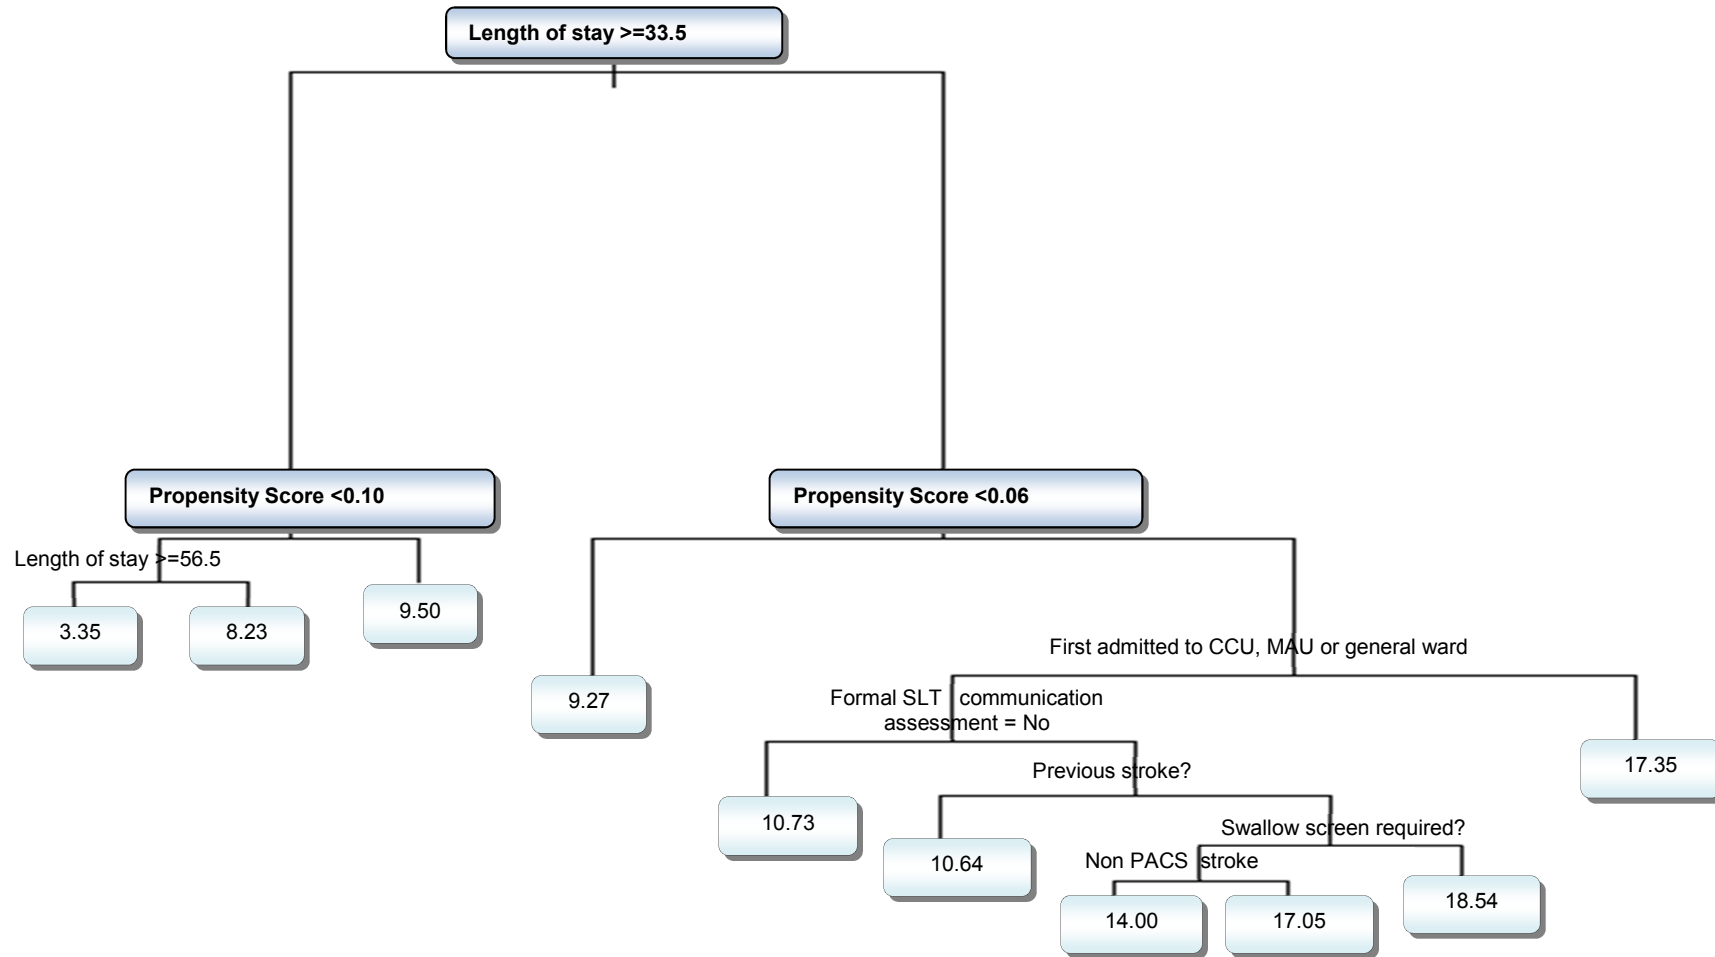 Length of stay >=33.5
Propensity Score <0.10
Propensity Score <0.06
Length of stay >=56.5
3.35
8.23
9.50
9.27
First admitted to CCU, MAU or general ward
Formal SLT communication
assessment = No
17.35
Previous stroke?
10.73
10.64
Swallow screen required?
Non PACS stroke
14.00
17.05
18.54